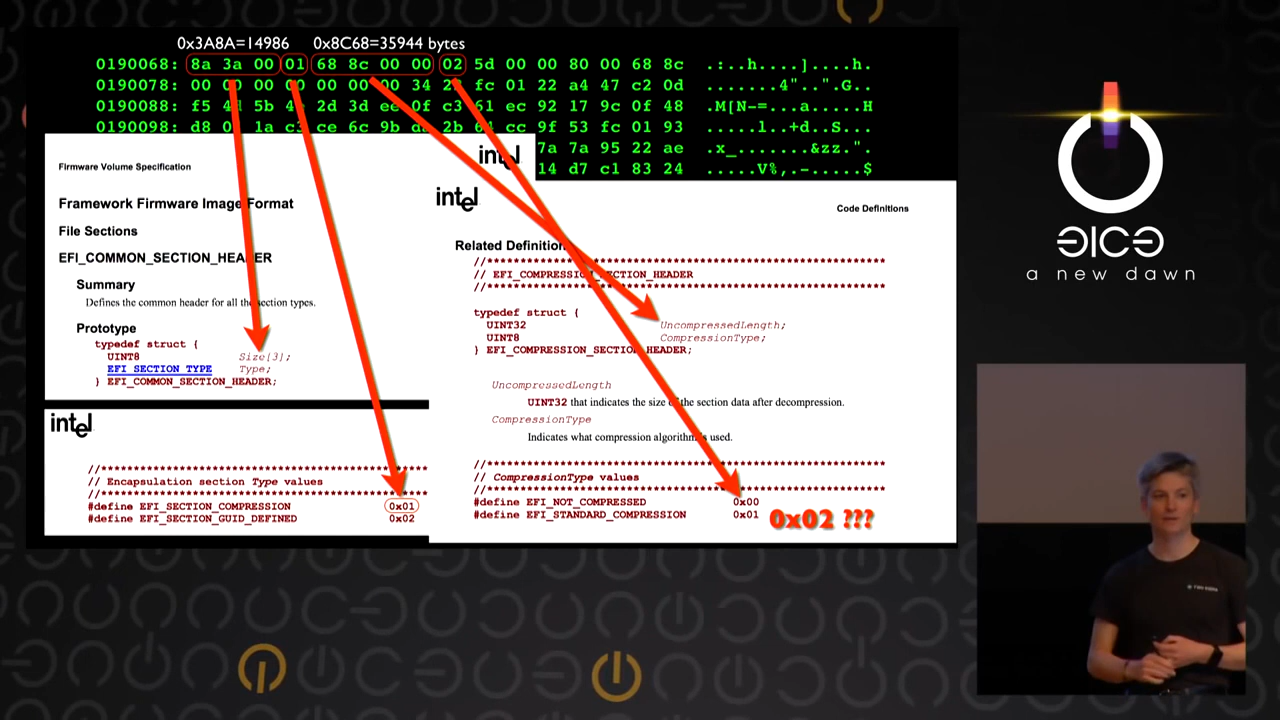 0x3A8A=14986 0x8C68=35944 bytes
0190068: 8a 3a 00 01 68 8c 00 00 02 5d 00 00 80 00 68 8c .:..h....]....h.
0190078: 00 00 00 00 00 00 00 34 fc 01 22 a4 47 c2 0d .......4"..".G..
0190088: f5 5b 2d 3d 0f c3 61 ec 92 17 9c 0f 48 .M[N-=...a....H
0190098: d8 1a ce 6c 9b 2b cc 9f 53 fc 01 93 .....l..+d..S...
7a 7a 95 22 ae .x_......&zz.".
14 d7 c1 83 24 .....V%,.-.....$
Firmware Volume Specification
intel
Framework Firmware Image Format
File Sections
EFI_COMMON_SECTION_HEADER
Summary
Defines the common header for all the section types.
Prototype
typedef struct {
UINT8 Size[3];
EFI_SECTION_TYPE Type;
} EFI_COMMON_SECTION_HEADER;
intel
//****************************************************
// Encapsulation section Type values
//****************************************************
#define EFI_SECTION_COMPRESSION 0x01
#define EFI_SECTION_GUID_DEFINED 0x02
intel
Code Definitions
Related Definition
//**************************************************************
// EFI_COMPRESSION_SECTION_HEADER
//**************************************************************
typedef struct {
UINT32 UncompressedLength;
UINT8 CompressionType;
} EFI_COMPRESSION_SECTION_HEADER;
UncompressedLength
UINT32 that indicates the size of the section data after decompression.
CompressionType
Indicates what compression algorithm is used.
//**************************************************************
// CompressionType values
//**************************************************************
#define EFI_NOT_COMPRESSED 0x00
#define EFI_STANDARD_COMPRESSION 0x01
0x02 ???
a new dawn